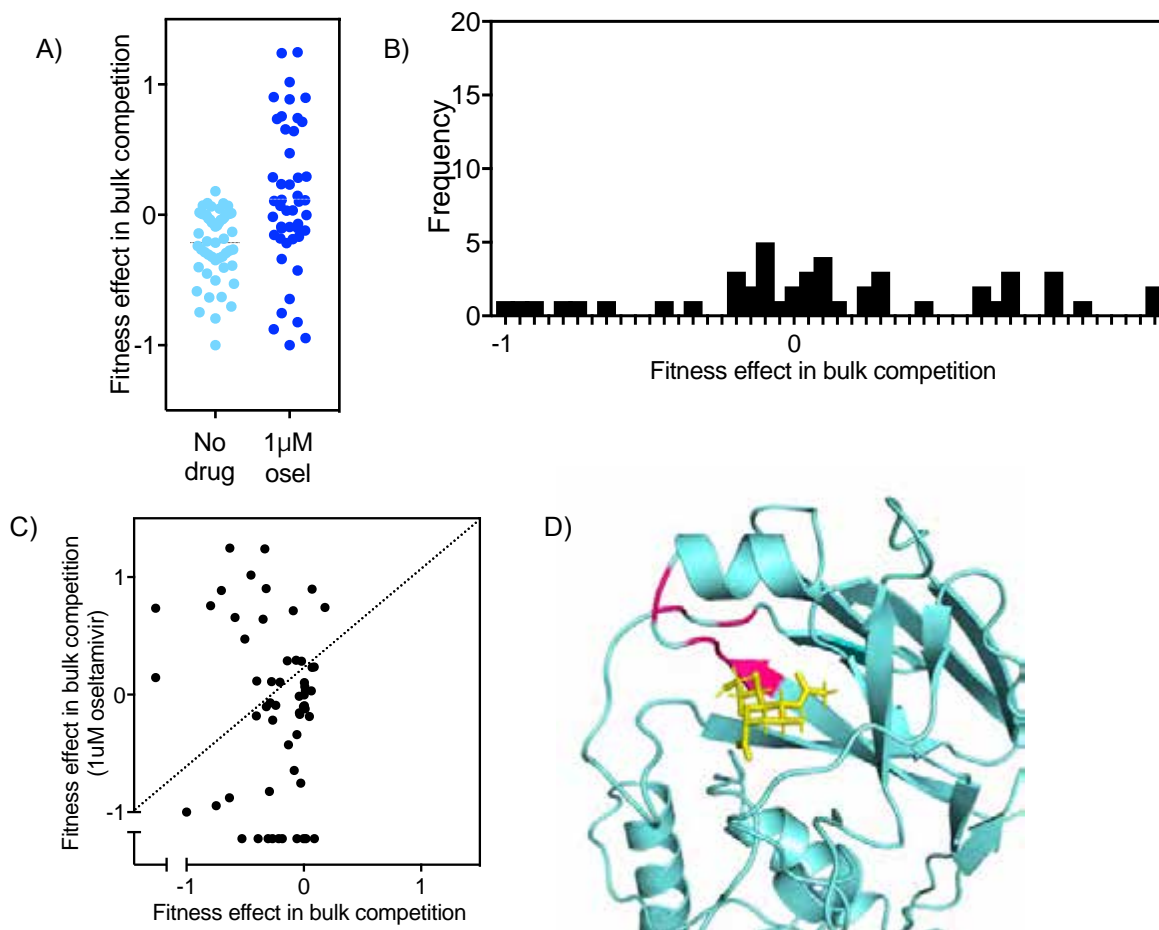 A)
Fitness effect in bulk competition
1
0
-1
No
drug
1µM
osel
B)
Frequency
20
15
10
5
0
-1
0
Fitness effect in bulk competition
C)
Fitness effect in bulk competition
(1uM oseltamivir)
1
0
-1
-1
0
1
Fitness effect in bulk competition
D)